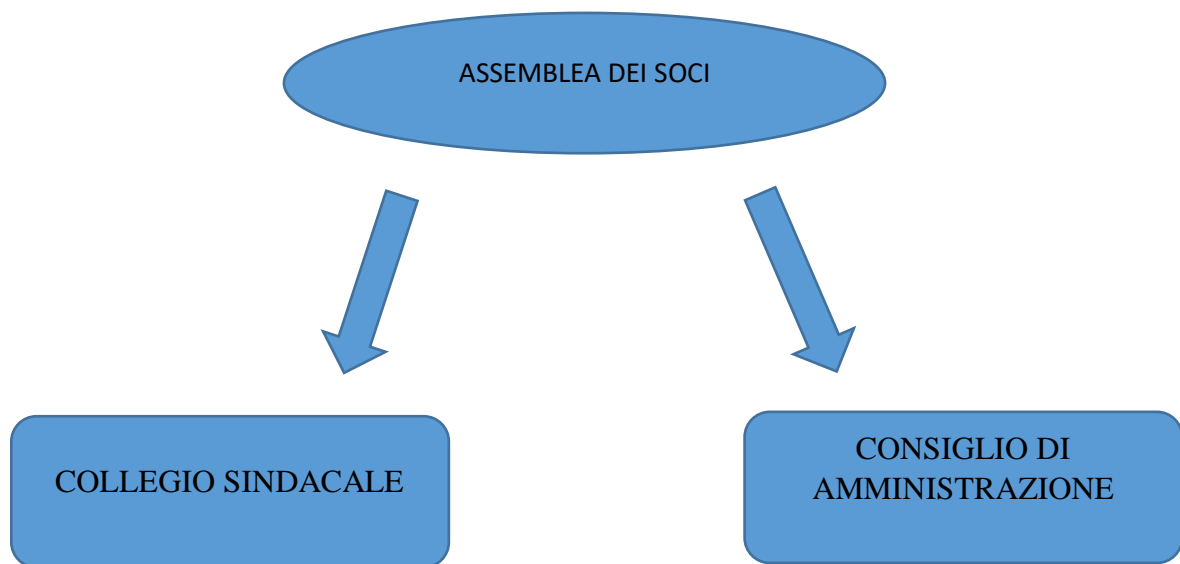 ASSEMBLEA DEI SOCI
COLLEGIO SINDACALE
CONSIGLIO DI
AMMINISTRAZIONE